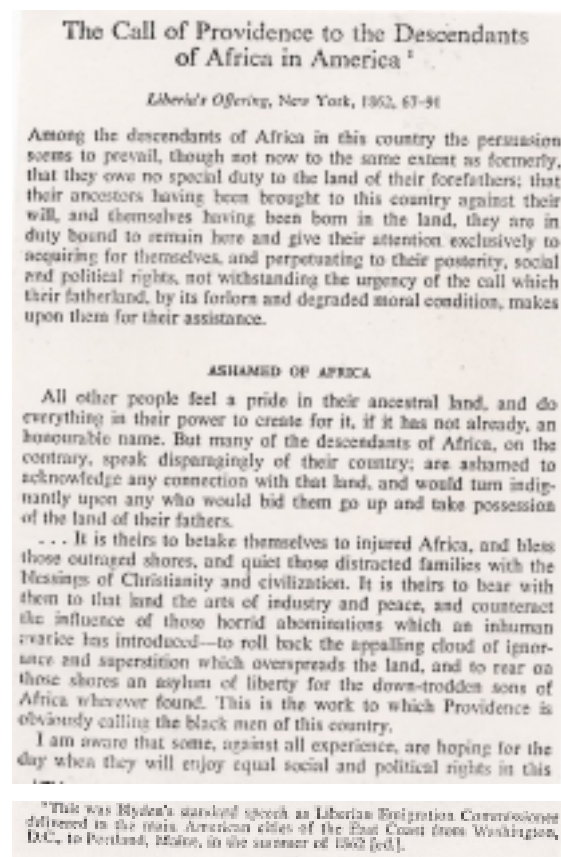 The Call of Providence to the Descendants
of Africa in America ¹
Liberia's Offering, New York, 1862, 67-91
Among the descendants of Africa in this country the persuasion
seems to prevail, though not now to the same extent as formerly,
that they owe no special duty to the land of their forefathers; that
their ancestors having been brought to this country against their
will, and themselves having been born in the land, they are in
duty bound to remain here and give their attention exclusively to
acquiring for themselves, and perpetuating to their posterity, social
and political rights, not withstanding the urgency of the call which
their fatherland, by its forlorn and degraded moral condition, makes
upon them for their assistance.
ASHAMED OF AFRICA
All other people feel a pride in their ancestral land, and do
everything in their power to create for it, if it has not already, an
honourable name. But many of the descendants of Africa, on the
contrary, speak disparagingly of their country; are ashamed to
acknowledge any connection with that land, and would turn indig-
nantly upon any who would bid them go up and take possession
of the land of their fathers.
... It is theirs to betake themselves to injured Africa, and bless
those outraged shores, and quiet those distracted families with the
blessings of Christianity and civilization. It is theirs to bear with
them to that land the arts of industry and peace, and counteract
the influence of those horrid abominations which an inhuman
avarice has introduced—to roll back the appalling cloud of ignor-
ance and superstition which overspreads the land, and to rear on
those shores an asylum of liberty for the down-trodden sons of
Africa wherever found. This is the work to which Providence is
obviously calling the black men of this country.
I am aware that some, against all experience, are hoping for the
day when they will enjoy equal social and political rights in this
¹This was Blyden's standard speech as Liberian Emigration Commissioner
delivered in the main American cities of the East Coast from Washington,
D.C., to Portland, Maine, in the summer of 1862 [ed.].